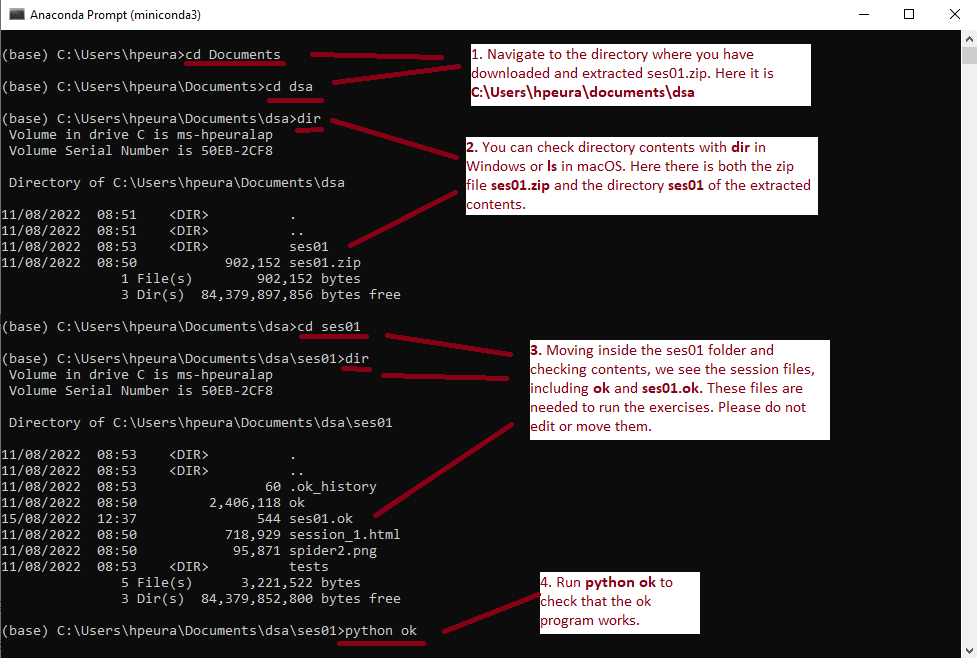 Anaconda Prompt (miniconda3)
(base) C:\Users\hpeura>cd Documents
(base) C:\Users\hpeura\Documents>cd dsa
(base) C:\Users\hpeura\Documents\dsa>dir
Volume in drive C is ms-hpeuralap
Volume Serial Number is 50EB-2CF8
Directory of C:\Users\hpeura\Documents\dsa
11/08/2022  08:51    <DIR>          .
11/08/2022  08:51    <DIR>          ..
11/08/2022  08:53    <DIR>          ses01
11/08/2022  08:50           902,152 ses01.zip
1 File(s)        902,152 bytes
3 Dir(s)  84,379,897,856 bytes free
(base) C:\Users\hpeura\Documents\dsa>cd ses01
(base) C:\Users\hpeura\Documents\dsa\ses01>dir
Volume in drive C is ms-hpeuralap
Volume Serial Number is 50EB-2CF8
Directory of C:\Users\hpeura\Documents\dsa\ses01
11/08/2022  08:53    <DIR>          .
11/08/2022  08:53    <DIR>          ..
11/08/2022  08:53                60 .ok_history
11/08/2022  08:50         2,406,118 ok
15/08/2022  12:37               544 ses01.ok
11/08/2022  08:50           718,929 session_1.html
11/08/2022  08:50            95,871 spider2.png
11/08/2022  08:53    <DIR>          tests
5 File(s)      3,221,522 bytes
3 Dir(s)  84,379,852,800 bytes free
(base) C:\Users\hpeura\Documents\dsa\ses01>python ok
1. Navigate to the directory where you have
downloaded and extracted ses01.zip. Here it is
C:\Users\hpeura\documents\dsa
2. You can check directory contents with dir in
Windows or ls in macOS. Here there is both the zip
file ses01.zip and the directory ses01 of the extracted
contents.
3. Moving inside the ses01 folder and
checking contents, we see the session files,
including ok and ses01.ok. These files are
needed to run the exercises. Please do not
edit or move them.
4. Run python ok to
check that the ok
program works.